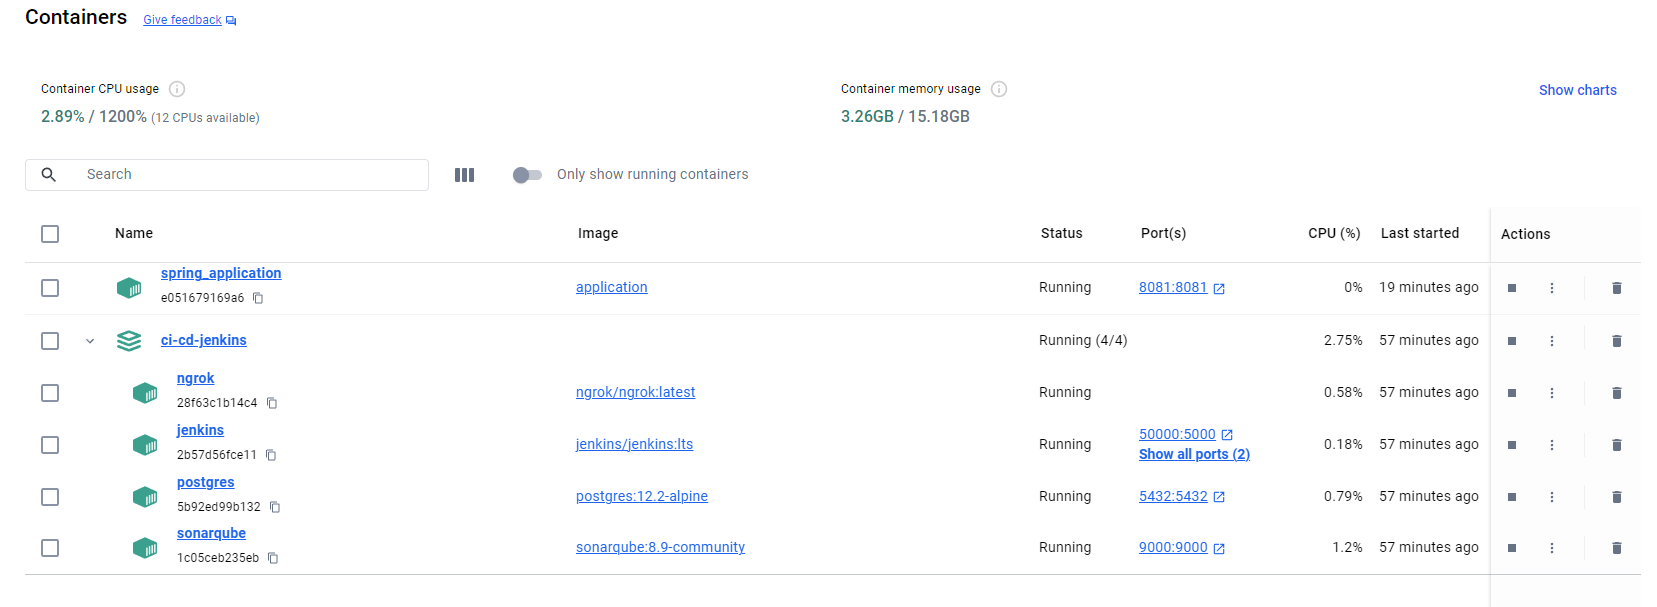 Containers Give feedback
Container CPU usage
2.89% / 1200% (12 CPUs available)
Container memory usage
3.26GB / 15.18GB
Show charts
Search
Only show running containers
Name Image Status Port(s) CPU (%) Last started Actions
spring_application
e051679169a6
application Running 8081:8081 0% 19 minutes ago
ci-cd-jenkins Running (4/4) 2.75% 57 minutes ago
ngrok
28f63c1b14c4
ngrok/ngrok:latest Running 0.58% 57 minutes ago
jenkins
2b57d56fce11
jenkins/jenkins:lts Running 50000:5000 0.18% 57 minutes ago
Show all ports (2)
postgres
5b92ed99b132
postgres:12.2-alpine Running 5432:5432 0.79% 57 minutes ago
sonarqube
1c05ceb235eb
sonarqube:8.9-community Running 9000:9000 1.2% 57 minutes ago